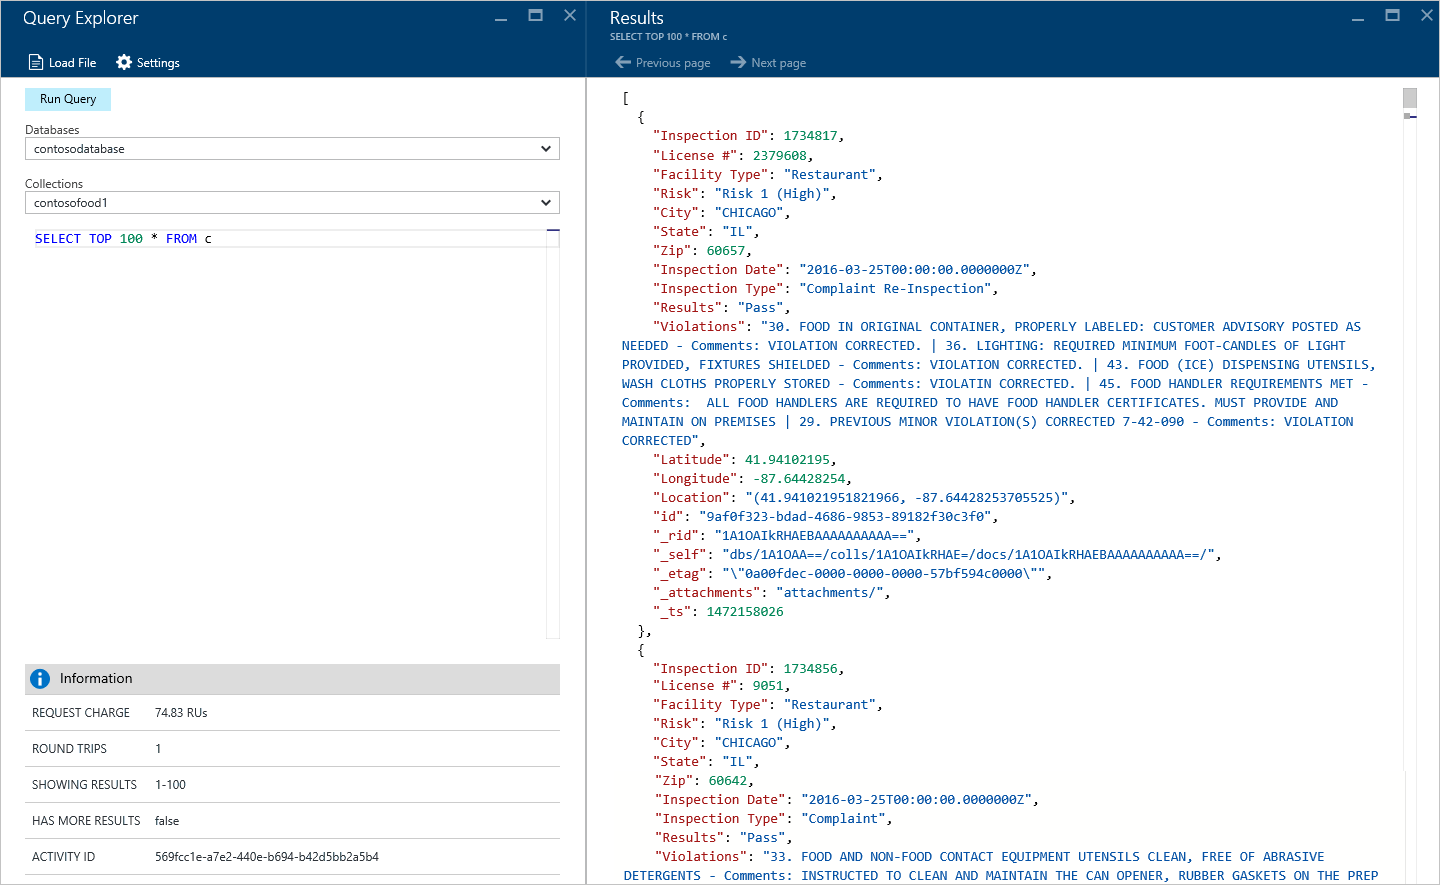 Query Explorer
Load File Settings
Run Query
Databases
contosodatabase
Collections
contosofood1
SELECT TOP 100 * FROM c
Information
REQUEST CHARGE 74.83 RUs
ROUND TRIPS 1
SHOWING RESULTS 1-100
HAS MORE RESULTS false
ACTIVITY ID 569fcc1e-a7e2-440e-b694-b42d5bb2a5b4
Results
SELECT TOP 100 * FROM c
Previous page Next page
[
{
"Inspection ID": 1734817,
"License #": 2379608,
"Facility Type": "Restaurant",
"Risk": "Risk 1 (High)",
"City": "CHICAGO",
"State": "IL",
"Zip": 60657,
"Inspection Date": "2016-03-25T00:00:00.0000000Z",
"Inspection Type": "Complaint Re-Inspection",
"Results": "Pass",
"Violations": "30. FOOD IN ORIGINAL CONTAINER, PROPERLY LABELED: CUSTOMER ADVISORY POSTED AS
NEEDED - Comments: VIOLATION CORRECTED. | 36. LIGHTING: REQUIRED MINIMUM FOOT-CANDLES OF LIGHT
PROVIDED, FIXTURES SHIELDED - Comments: VIOLATION CORRECTED. | 43. FOOD (ICE) DISPENSING UTENSILS,
WASH CLOTHS PROPERLY STORED - Comments: VIOLATIN CORRECTED. | 45. FOOD HANDLER REQUIREMENTS MET -
Comments:  ALL FOOD HANDLERS ARE REQUIRED TO HAVE FOOD HANDLER CERTIFICATES. MUST PROVIDE AND
MAINTAIN ON PREMISES | 29. PREVIOUS MINOR VIOLATION(S) CORRECTED 7-42-090 - Comments: VIOLATION
CORRECTED",
"Latitude": 41.94102195,
"Longitude": -87.64428254,
"Location": "(41.941021951821966, -87.64428253705525)",
"id": "9af0f323-bdad-4686-9853-89182f30c3f0",
"_rid": "1A1OAIkRHAEBAAAAAAAAAA==",
"_self": "dbs/1A1OAA==/colls/1A1OAIkRHAE=/docs/1A1OAIkRHAEBAAAAAAAAAA==/",
"_etag": "\"0a00fdec-0000-0000-0000-57bf594c0000\"",
"_attachments": "attachments/",
"_ts": 1472158026
},
{
"Inspection ID": 1734856,
"License #": 9051,
"Facility Type": "Restaurant",
"Risk": "Risk 1 (High)",
"City": "CHICAGO",
"State": "IL",
"Zip": 60642,
"Inspection Date": "2016-03-25T00:00:00.0000000Z",
"Inspection Type": "Complaint",
"Results": "Pass",
"Violations": "33. FOOD AND NON-FOOD CONTACT EQUIPMENT UTENSILS CLEAN, FREE OF ABRASIVE
DETERGENTS - Comments: INSTRUCTED TO CLEAN AND MAINTAIN THE CAN OPENER, RUBBER GASKETS ON THE PREP